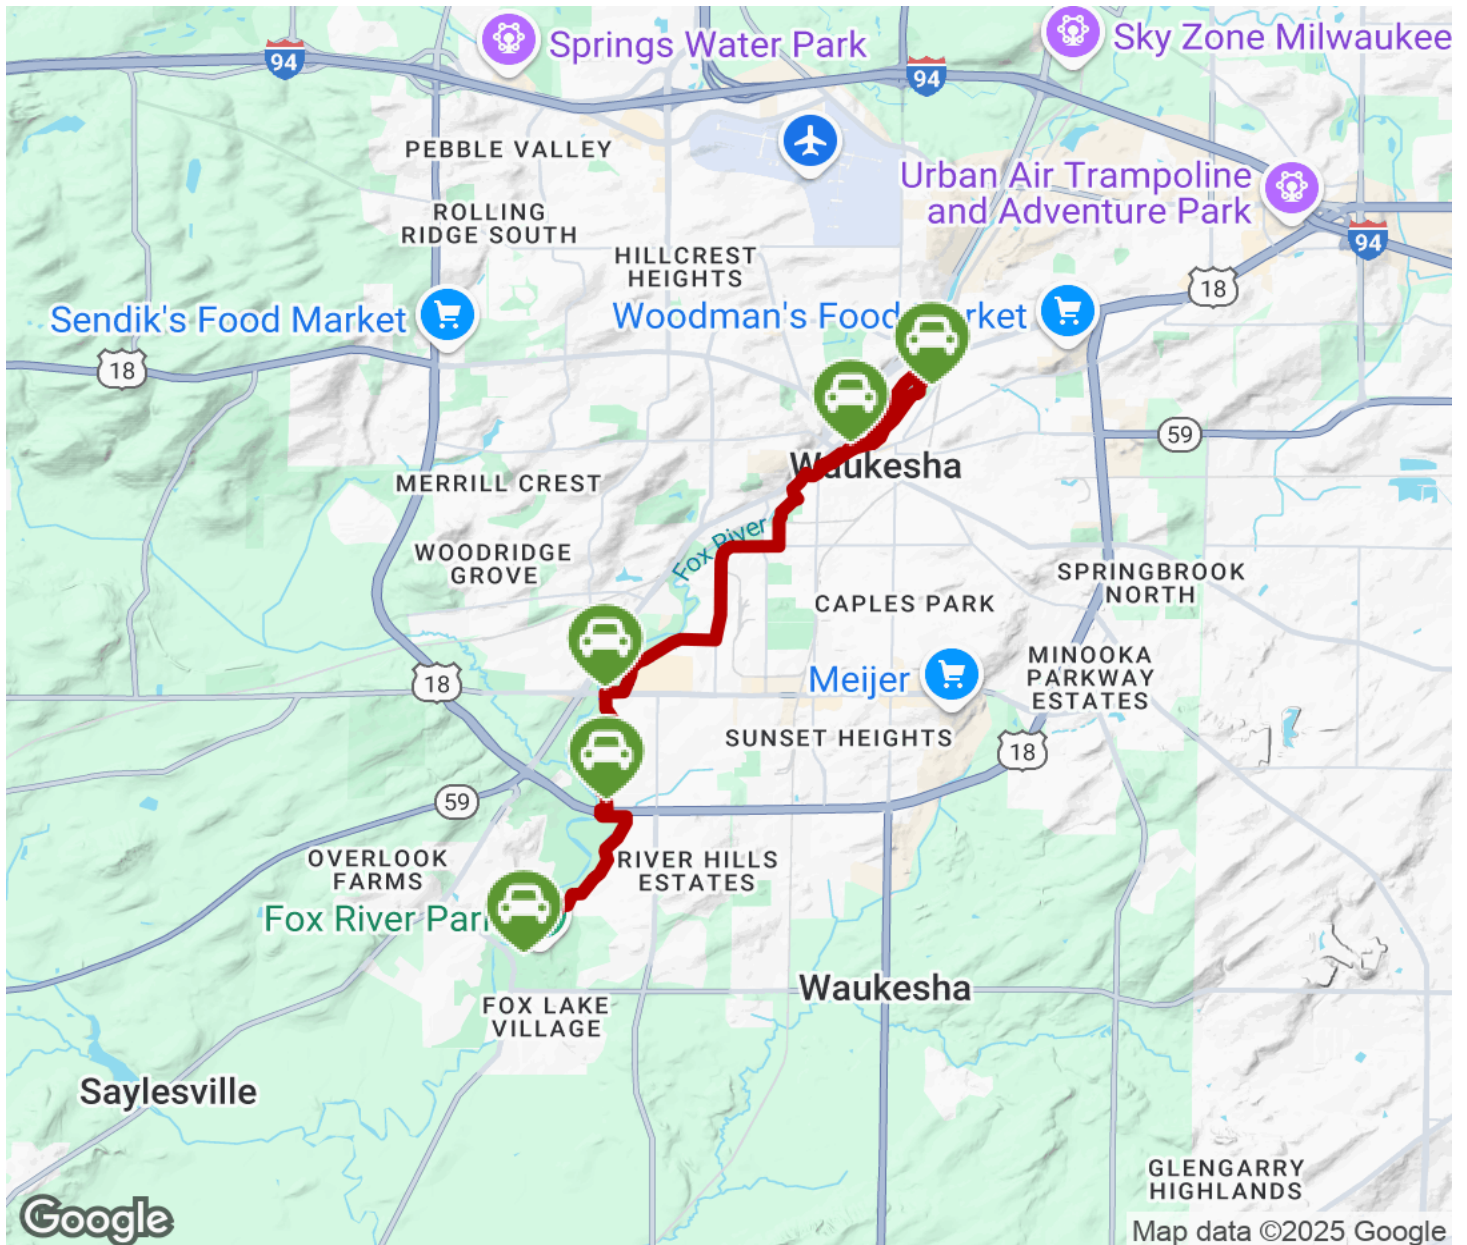 94
Springs Water Park
Sky Zone Milwaukee
94
PEBBLE VALLEY
Urban Air Trampoline
and Adventure Park
ROLLING
RIDGE SOUTH
94
HILLCREST
HEIGHTS
18
Sendik's Food Market
Woodman's Food
rket
18
59
Waukesha
MERRILL CREST
Fox River
WOODRIDGE
GROVE
SPRINGBROOK
NORTH
CAPLES PARK
18
Meijer
MINOOKA
PARKWAY
ESTATES
SUNSET HEIGHTS
18
59
OVERLOOK
FARMS
RIVER HILLS
ESTATES
Fox River Par
Waukesha
FOX LAKE
VILLAGE
Saylesville
GLENGARRY
HIGHLANDS
Google
Map data ©2025 Google